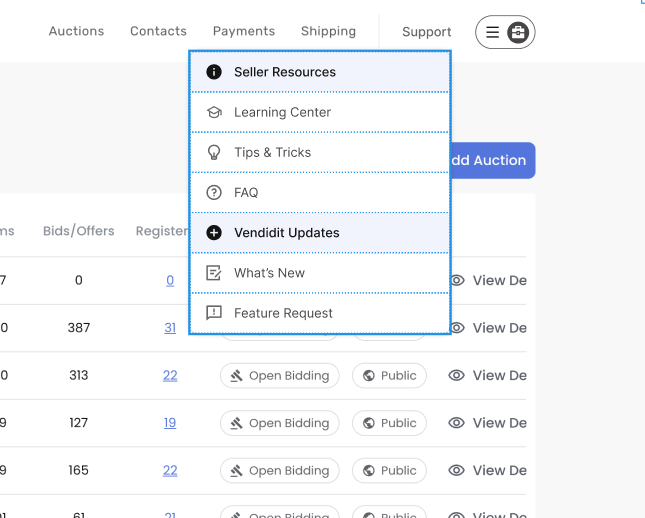 Auctions Contacts Payments Shipping Support
Seller Resources
Learning Center
Tips & Tricks
dd Auction
FAQ
ms Bids/Offers Register
Vendidit Updates
7 0 0 What's New View De
0 387 31 Feature Request View De
0 313 22 Open Bidding Public View De
9 127 19 Open Bidding Public View De
9 165 22 Open Bidding Public View De
01 61 21 Open Bidding Public View De